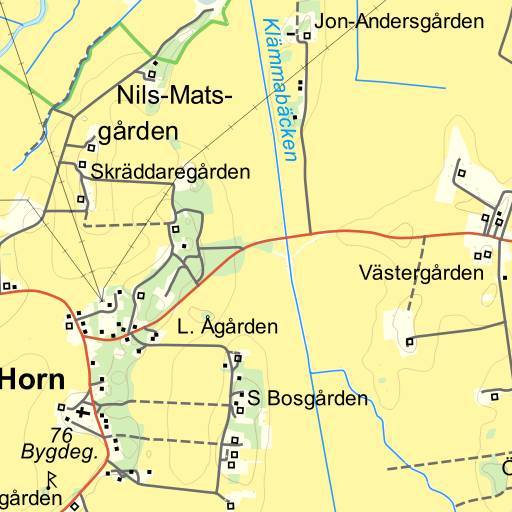 Jon-Andersgården
Klämmabäcken
Nils-Mats-
gården
Skräddaregården
Västergården
L. Ågården
Horn
S Bosgården
76
Bygdeg.
Ö
gården